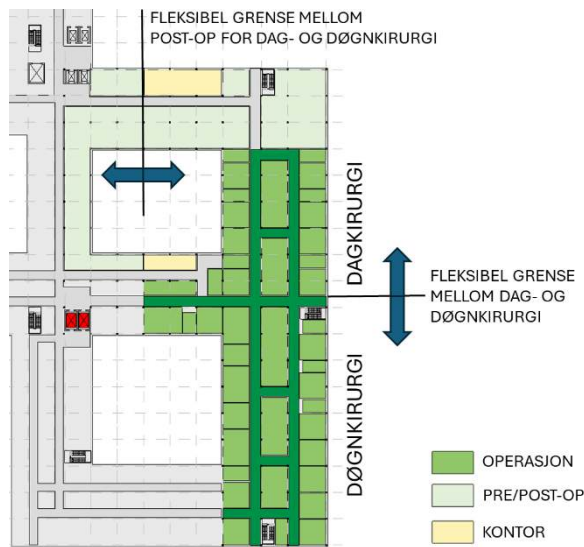 FLEKSIBEL GRENSE MELLOM
POST-OP FOR DAG- OG DØGNKIRURGI
DAGKIRURGI
FLEKSIBEL GRENSE
MELLOM DAG- OG
DØGNKIRURGI
DØGNKIRURGI
OPERASJON
PRE/POST-OP
KONTOR